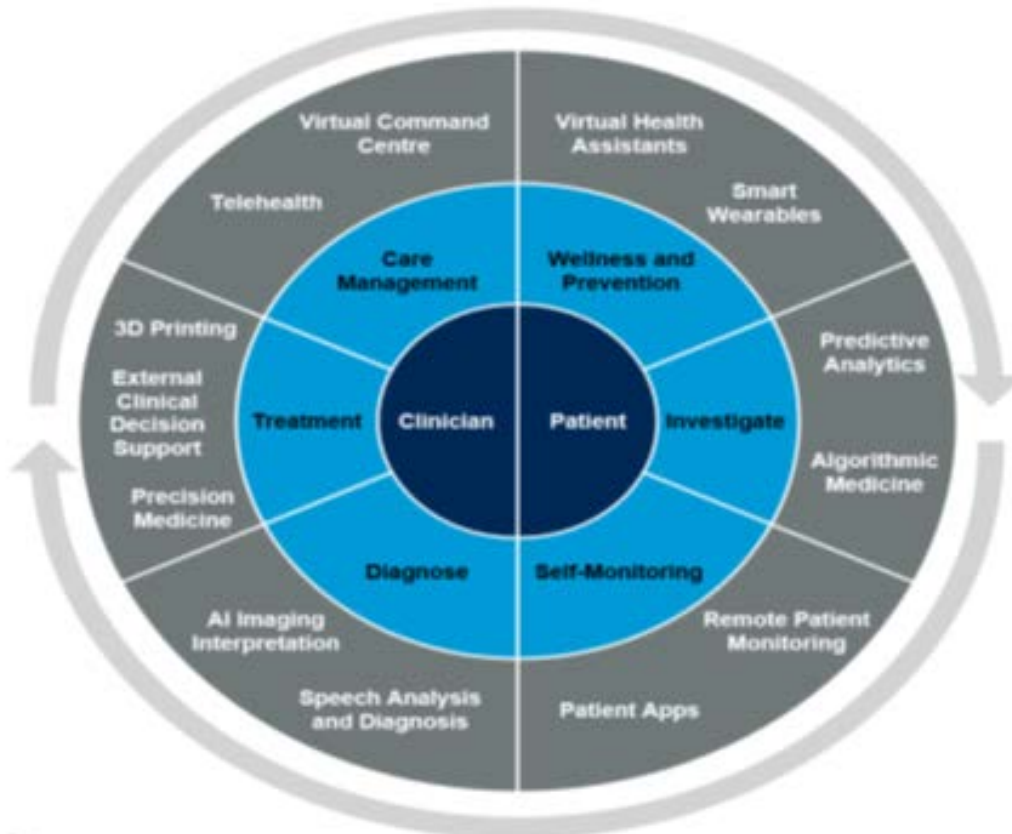 Virtual Command
Centre
Virtual Health
Assistants
Telehealth
Smart
Wearables
Care
Management
Wellness and
Prevention
3D Printing
External
Clinical
Decision
Support
Precision
Medicine
Treatment
Clinician
Patient
Investigate
Predictive
Analytics
Algorithmic
Medicine
Diagnose
Self-Monitoring
AI Imaging
Interpretation
Remote Patient
Monitoring
Speech Analysis
and Diagnosis
Patient Apps